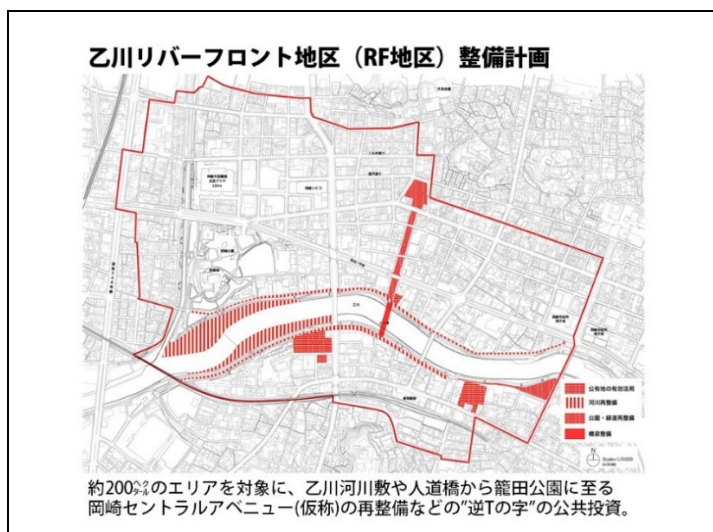 乙川リバーフロント地区（RF地区）整備計画
乙川
公有地の有効活用
河川再整備
公園・緑道再整備
橋梁整備
N
Scale=1/5000
約200㌶のエリアを対象に、乙川河川敷や人道橋から籠田公園に至る
岡崎セントラルアベニュー(仮称)の再整備などの"逆Tの字"の公共投資。